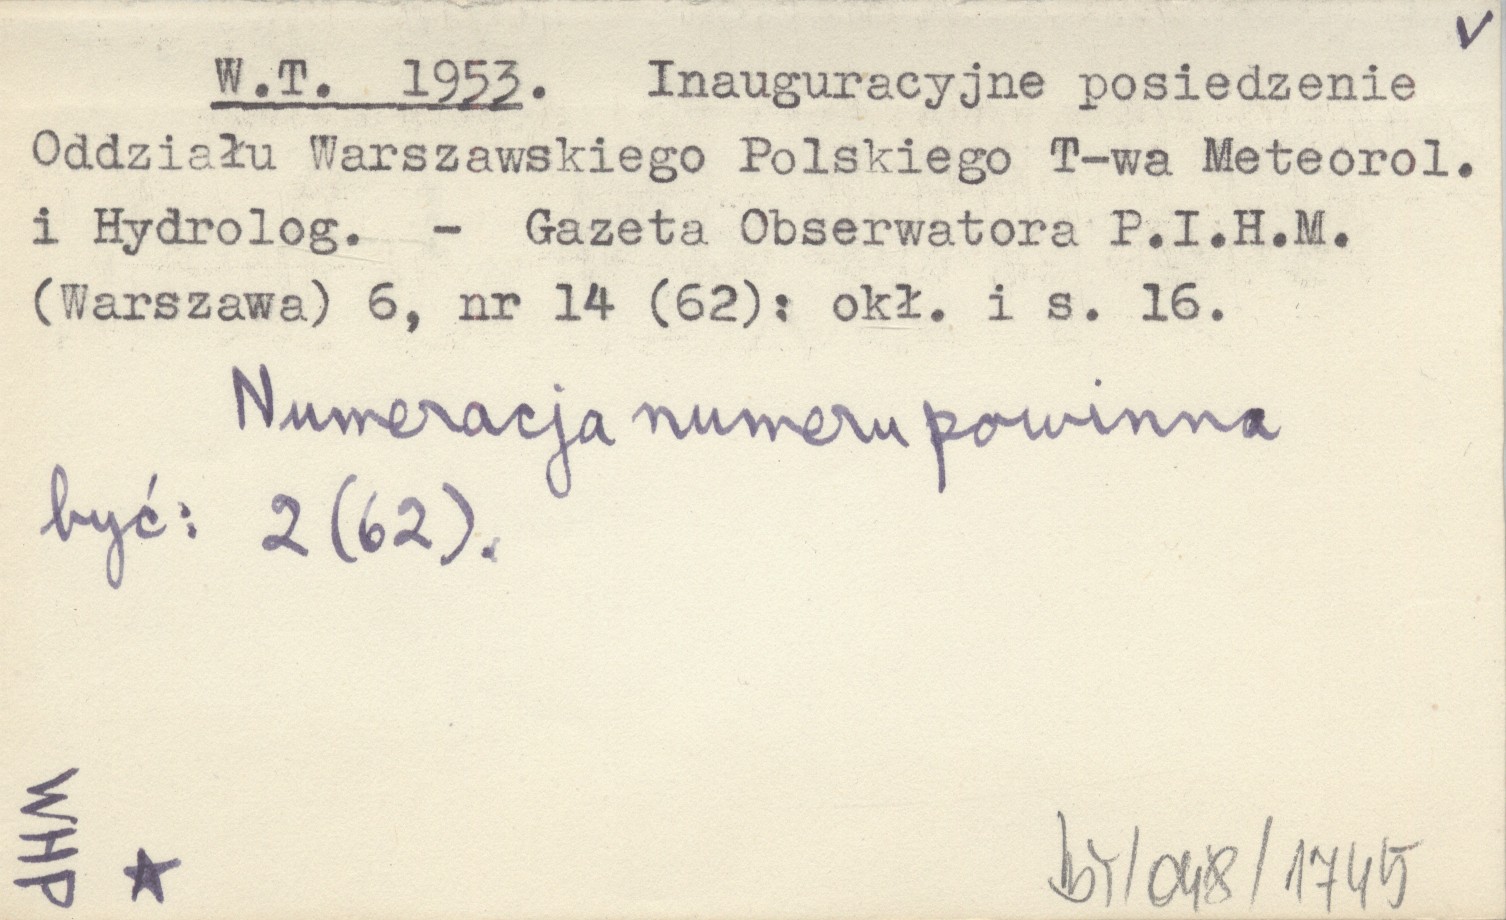 W.T. 1953. Inauguracyjne posiedzenie
Oddziału Warszawskiego Polskiego T-wa Meteorol.
i Hydrolog. - Gazeta Obserwatora P.I.H.M.
(Warszawa) 6, nr 14 (62): okł. i s. 16.
Numeracja numeru powinna
być: 2 (62).
WHP
/048/1745